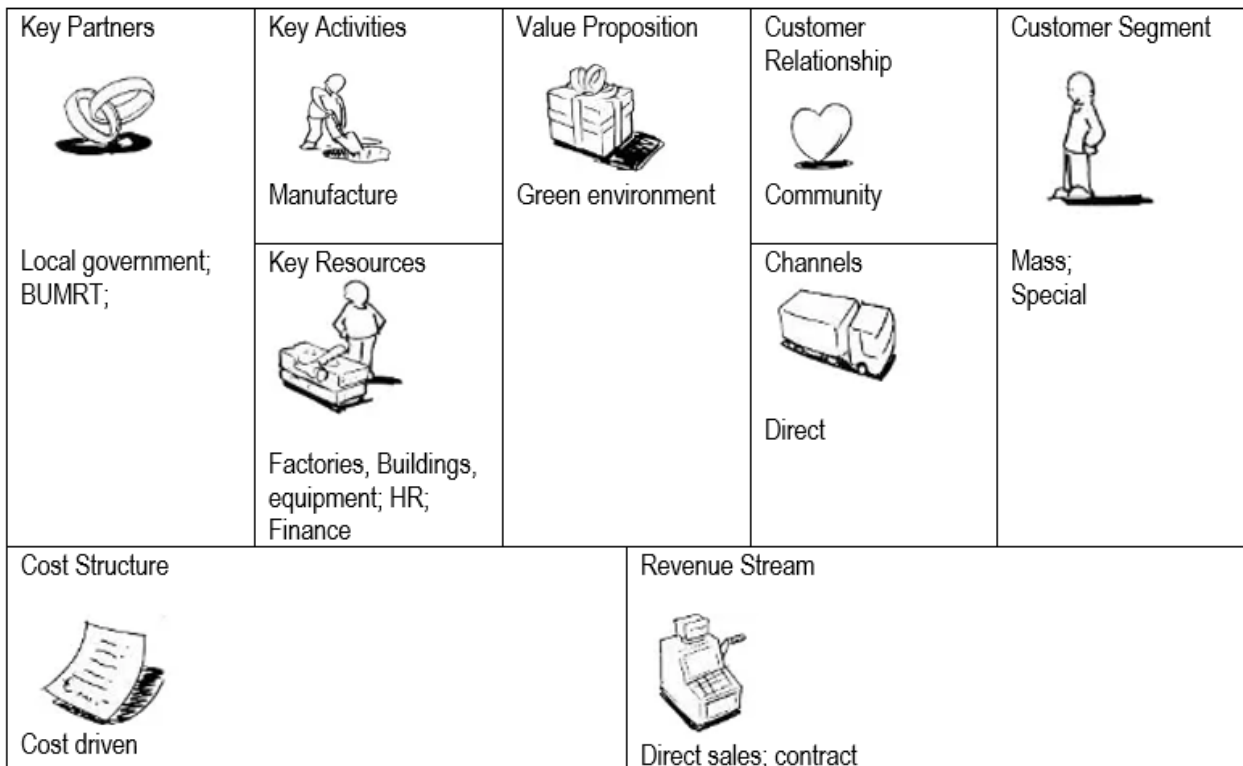 Key Partners
Local government;
BUMRT;
Key Activities
Manufacture
Key Resources
Factories, Buildings,
equipment; HR;
Finance
Value Proposition
Green environment
Customer
Relationship
Community
Channels
Direct
Customer Segment
Mass;
Special
Cost Structure
Cost driven
Revenue Stream
Direct sales; contract